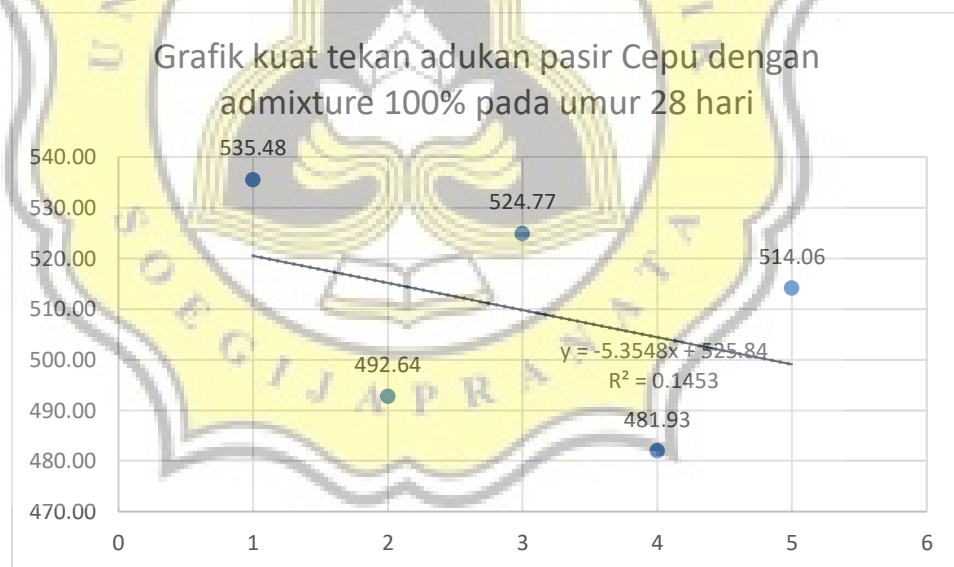 Grafik kuat tekan adukan pasir Cepu dengan
admixture 100% pada umur 28 hari
540.00
530.00
520.00
510.00
500.00
490.00
480.00
470.00
535.48
492.64
524.77
481.93
514.06
y = -5.3548x + 525.84
R² = 0.1453
0 1 2 3 4 5 6
SOEGIJAPRANATA